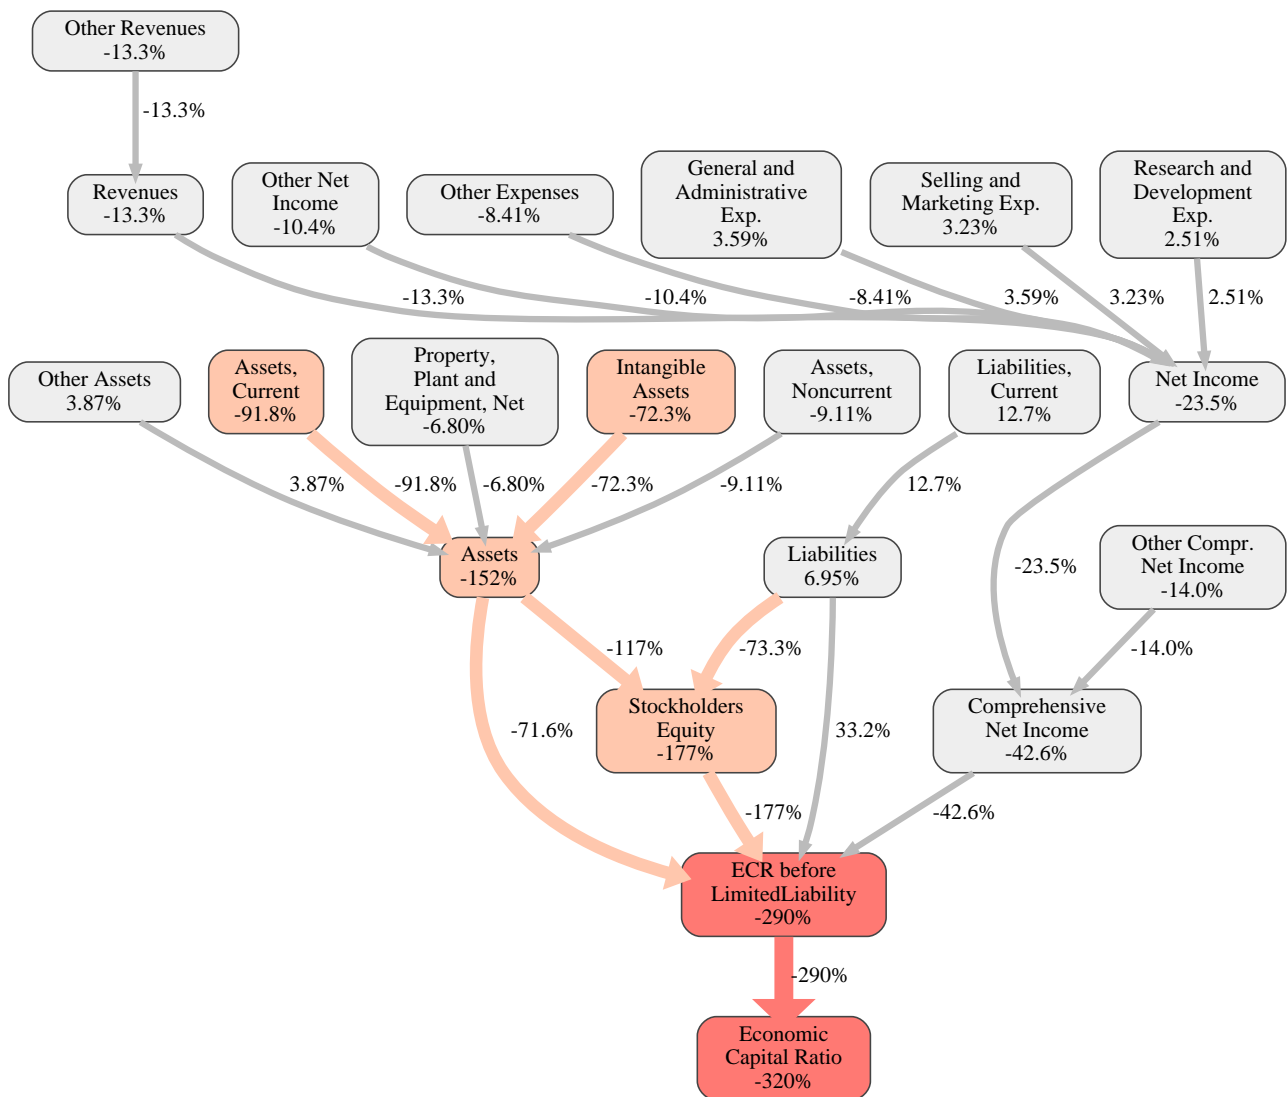 Other Revenues
-13.3%
-13.3%
Revenues
-13.3%
Other Net
Income
-10.4%
Other Expenses
-8.41%
General and
Administrative
Exp.
3.59%
Selling and
Marketing Exp.
3.23%
Research and
Development
Exp.
2.51%
-13.3%
-10.4%
-8.41%
3.59%
3.23%
2.51%
Other Assets
3.87%
Assets,
Current
-91.8%
Property,
Plant and
Equipment, Net
-6.80%
Intangible
Assets
-72.3%
Assets,
Noncurrent
-9.11%
Liabilities,
Current
12.7%
Net Income
-23.5%
3.87%
-91.8%
-6.80%
-72.3%
-9.11%
12.7%
Assets
-152%
Liabilities
6.95%
-23.5%
Other Compr.
Net Income
-14.0%
-117%
-73.3%
-14.0%
-71.6%
Stockholders
Equity
-177%
33.2%
Comprehensive
Net Income
-42.6%
-177%
-42.6%
ECR before
LimitedLiability
-290%
-290%
Economic
Capital Ratio
-320%